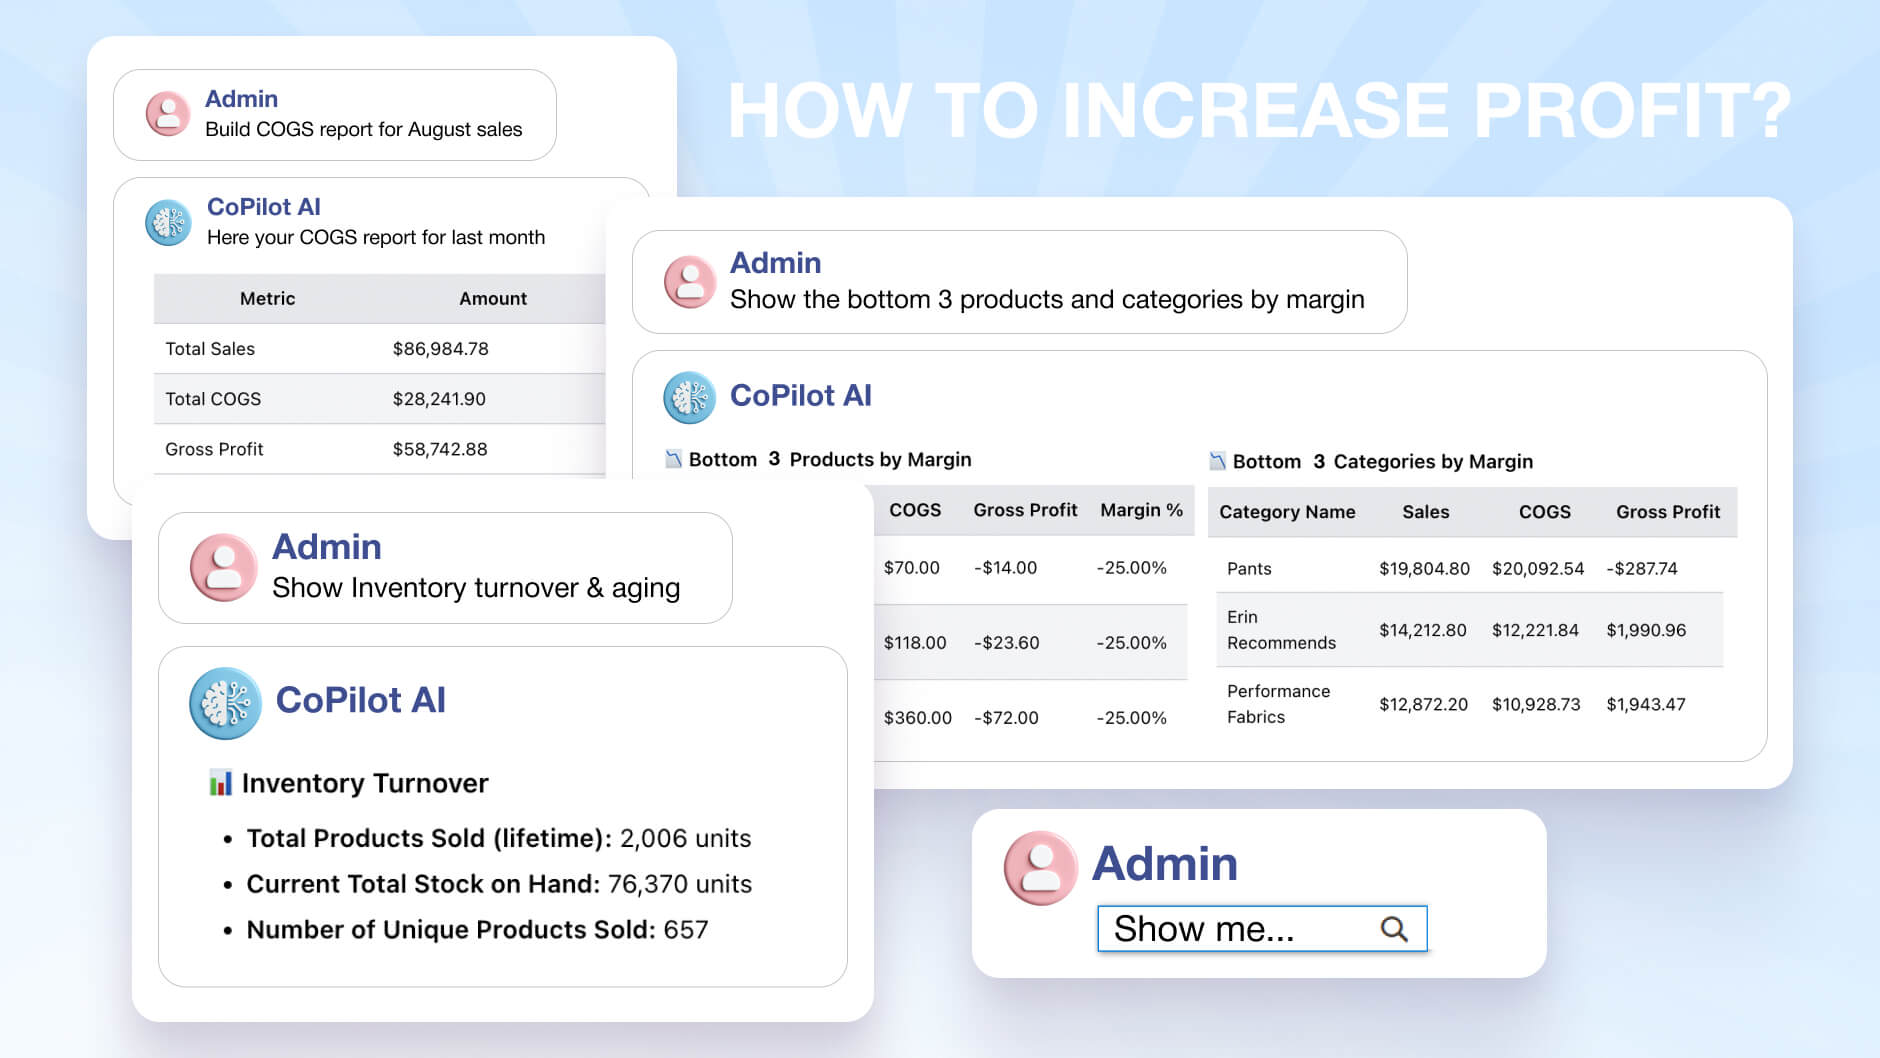 HOW TO INCREASE PROFIT?
Admin
Build COGS report for August sales
CoPilot AI
Here your COGS report for last month
Metric Amount
Total Sales $86,984.78
Total COGS $28,241.90
Gross Profit $58,742.88
Admin
Show the bottom 3 products and categories by margin
CoPilot AI
Bottom 3 Products by Margin
COGS Gross Profit Margin %
$70.00 -$14.00 -25.00%
$118.00 -$23.60 -25.00%
$360.00 -$72.00 -25.00%
Bottom 3 Categories by Margin
Category Name Sales COGS Gross Profit
Pants $19,804.80 $20,092.54 -$287.74
Erin
Recommends $14,212.80 $12,221.84 $1,990.96
Performance
Fabrics $12,872.20 $10,928.73 $1,943.47
Admin
Show Inventory turnover & aging
CoPilot AI
Inventory Turnover
• Total Products Sold (lifetime): 2,006 units
• Current Total Stock on Hand: 76,370 units
• Number of Unique Products Sold: 657
Admin
Show me...